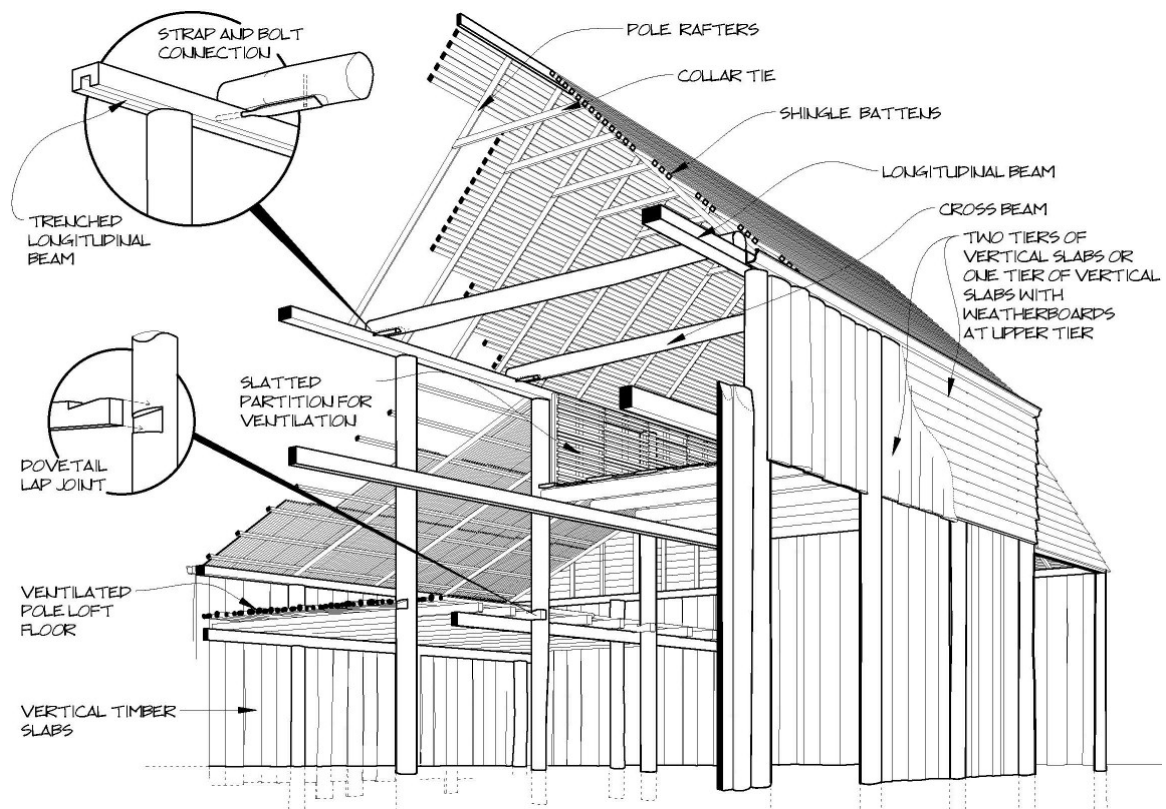 STRAP AND BOLT
CONNECTION
POLE RAFTERS
COLLAR TIE
SHINGLE BATTENS
LONGITUDINAL BEAM
CROSS BEAM
TWO TIERS OF
VERTICAL SLABS OR
ONE TIER OF VERTICAL
SLABS WITH
WEATHERBOARDS
AT UPPER TIER
TRENCHED
LONGITUDINAL
BEAM
SLATTED
PARTITION FOR
VENTILATION
DOVETAIL
LAP JOINT
VENTILATED
POLE LOFT
FLOOR
VERTICAL TIMBER
SLABS